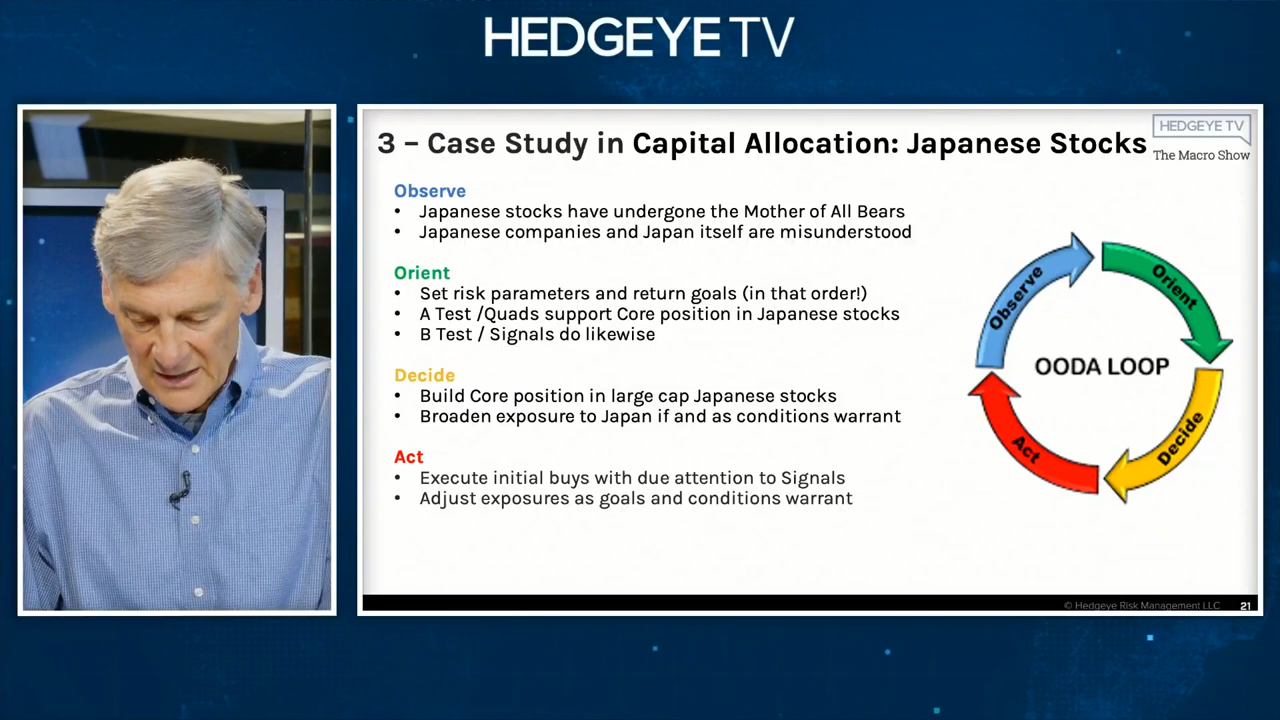 HEDGEYE TV
3 – Case Study in Capital Allocation: Japanese Stocks
HEDGEYE TV
The Macro Show
Observe
• Japanese stocks have undergone the Mother of All Bears
• Japanese companies and Japan itself are misunderstood
Orient
• Set risk parameters and return goals (in that order!)
• A Test /Quads support Core position in Japanese stocks
• B Test / Signals do likewise
Decide
• Build Core position in large cap Japanese stocks
• Broaden exposure to Japan if and as conditions warrant
Act
• Execute initial buys with due attention to Signals
• Adjust exposures as goals and conditions warrant
Observe
Orient
OODA LOOP
Decide
Act
© Hedgeye Risk Management LLC 21